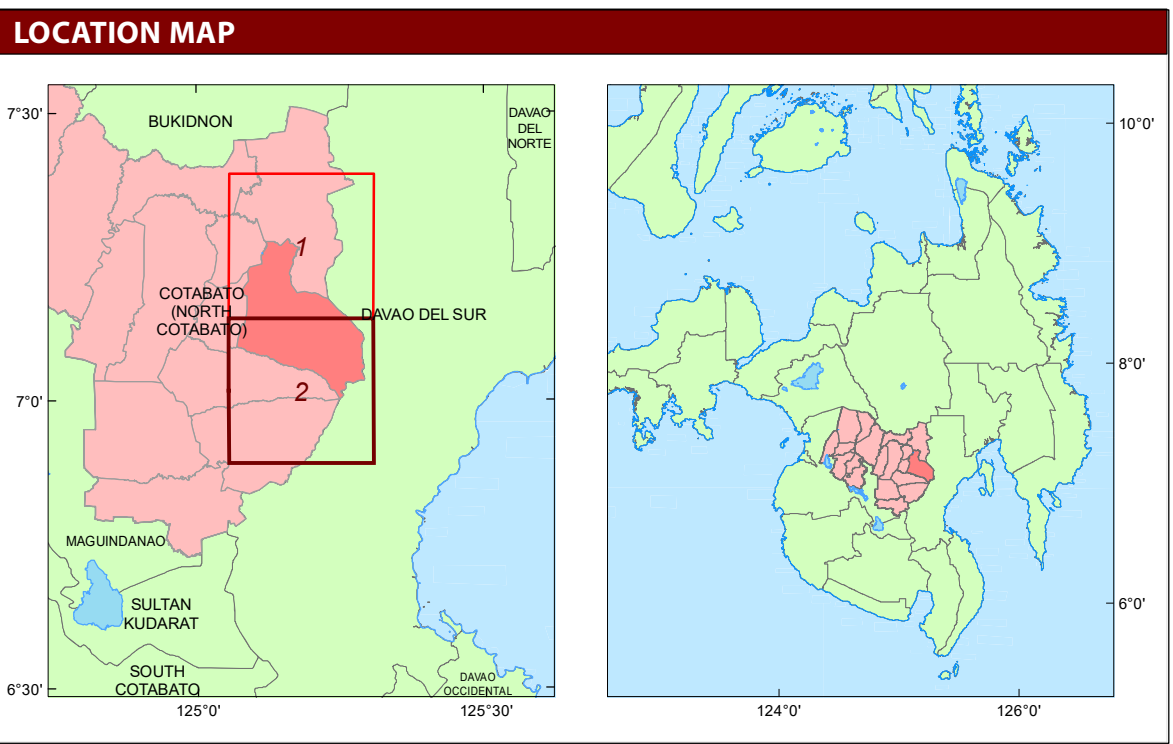 LOCATION MAP
7°30'
BUKIDNON
DAVAO
DEL
NORTE
1
COTABATO
(NORTH
COTABATO)
DAVAO DEL SUR
2
7°0'
MAGUINDANAO
SULTAN
KUDARAT
SOUTH
COTABATO
DAVAO
OCCIDENTAL
6°30'
125°0'
125°30'
10°0'
8°0'
6°0'
124°0'
126°0'